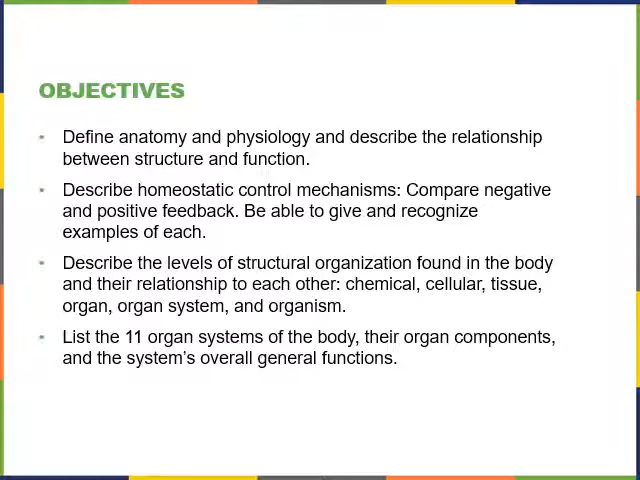 OBJECTIVES
Define anatomy and physiology and describe the relationship
between structure and function.
Describe homeostatic control mechanisms: Compare negative
and positive feedback. Be able to give and recognize
examples of each.
Describe the levels of structural organization found in the body
and their relationship to each other: chemical, cellular, tissue,
organ, organ system, and organism.
List the 11 organ systems of the body, their organ components,
and the system’s overall general functions.